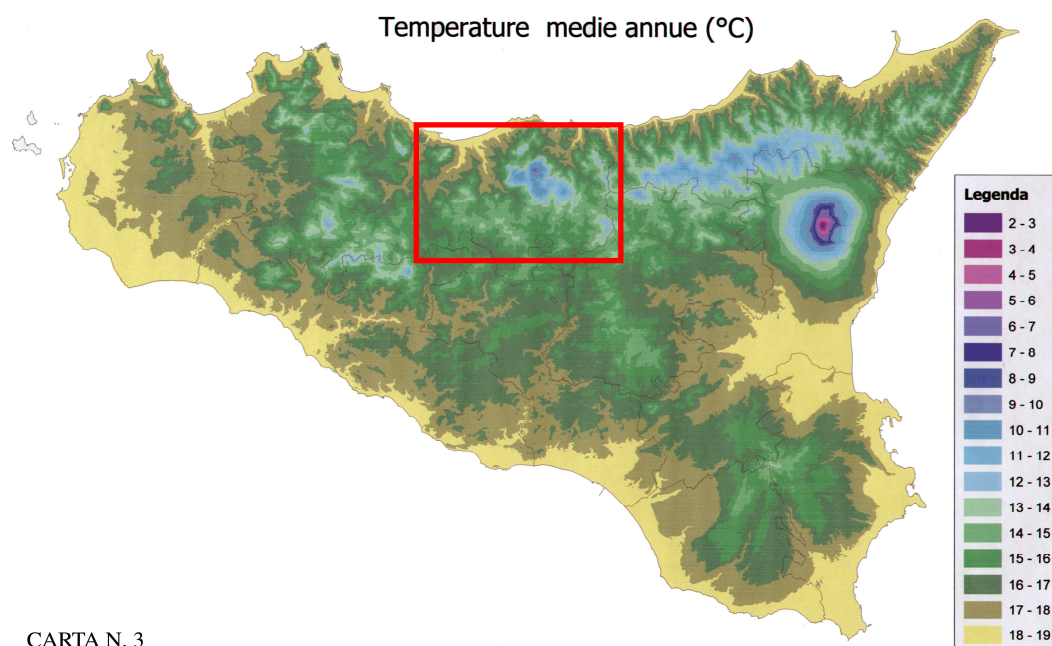 Temperature medie annue (°C)
Legenda
2 - 3
3 - 4
4 - 5
5 - 6
6 - 7
7 - 8
8 - 9
9 - 10
10 - 11
11 - 12
12 - 13
13 - 14
14 - 15
15 - 16
16 - 17
17 - 18
18 - 19
CARTA N. 3